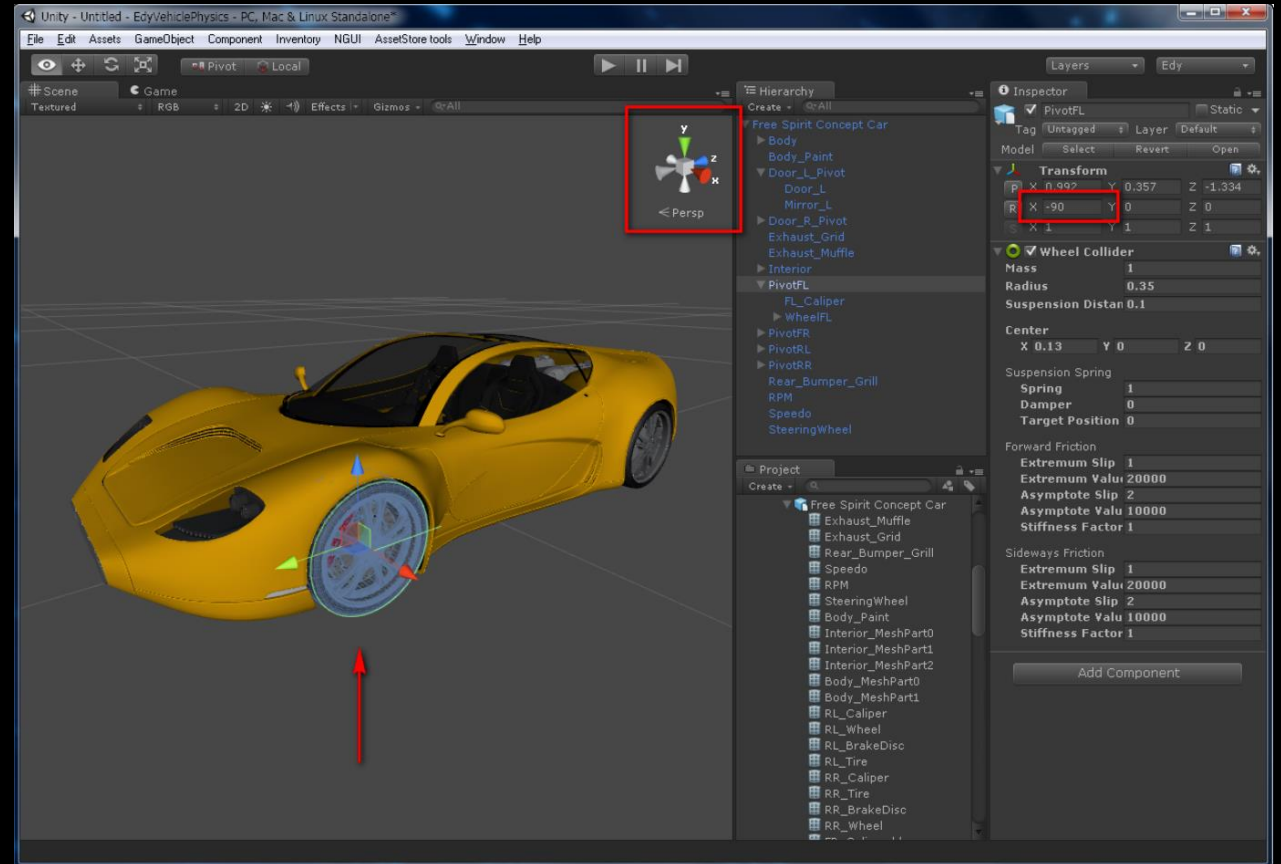 Unity - Untitled - EdyVehiclePhysics - PC, Mac & Linux Standalone*
File Edit Assets GameObject Component Inventory NGUI AssetStore tools Window Help
Pivot Local
Layers Edy
Scene Game
Textured RGB 2D Effects Gizmos All
y
z
x
Persp
Hierarchy
Create All
Free Spirit Concept Car
Body
Body_Paint
Door_L_Pivot
Door_L
Mirror_L
Door_R_Pivot
Exhaust_Grid
Exhaust_Muffle
Interior
PivotFL
FL_Caliper
WheelFL
PivotFR
PivotRL
PivotRR
Rear_Bumper_Grill
RPM
Speedo
SteeringWheel
Project
Create
Free Spirit Concept Car
Exhaust_Muffle
Exhaust_Grid
Rear_Bumper_Grill
Speedo
RPM
SteeringWheel
Body_Paint
Interior_MeshPart0
Interior_MeshPart1
Interior_MeshPart2
Body_MeshPart0
Body_MeshPart1
RL_Caliper
RL_Wheel
RL_BrakeDisc
RL_Tire
RR_Caliper
RR_Tire
RR_BrakeDisc
RR_Wheel
Inspector
PivotFL Static
Tag Untagged Layer Default
Model Select Revert Open
Transform
P X 0.992 Y 0.357 Z -1.334
R X -90 Y 0 Z 0
S X 1 Y 1 Z 1
Wheel Collider
Mass 1
Radius 0.35
Suspension Distan 0.1
Center
X 0.13 Y 0 Z 0
Suspension Spring
Spring 1
Damper 0
Target Position 0
Forward Friction
Extremum Slip 1
Extremum Valu 20000
Asymptote Slip 2
Asymptote Valu 10000
Stiffness Factor 1
Sideways Friction
Extremum Slip 1
Extremum Valu 20000
Asymptote Slip 2
Asymptote Valu 10000
Stiffness Factor 1
Add Component